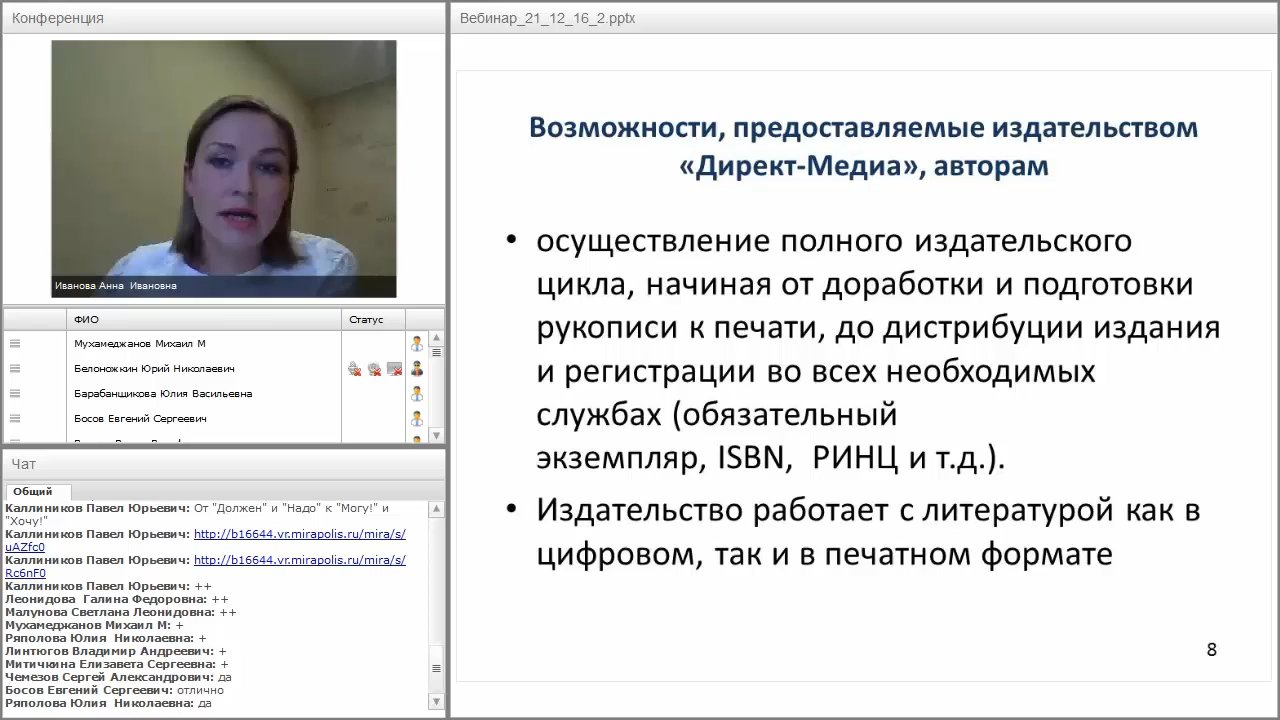 Конференция
Иванова Анна Ивановна
ФИО
Статус
Мухамеджанов Михаил М
Белоножкин Юрий Николаевич
Барабанщикова Юлия Васильевна
Босов Евгений Сергеевич
Чат
Общий
Каллиников Павел Юрьевич: От "Должен" и "Надо" к "Могу!" и
"Хочу!"
Каллиников Павел Юрьевич: http://b16644.vr.mirapolis.ru/mira/s/
uAZfc0
Каллиников Павел Юрьевич: http://b16644.vr.mirapolis.ru/mira/s/
Rc6nF0
Каллиников Павел Юрьевич: ++
Леонидова Галина Федоровна: ++
Малунова Светлана Леонидовна: ++
Мухамеджанов Михаил М: +
Ряполова Юлия Николаевна: +
Линтюгов Владимир Андреевич: +
Митичкина Елизавета Сергеевна: +
Чемезов Сергей Александрович: да
Босов Евгений Сергеевич: отлично
Ряполова Юлия Николаевна: да
Вебинар_21_12_16_2.pptx
Возможности, предоставляемые издательством
«Директ-Медиа», авторам
• осуществление полного издательского
цикла, начиная от доработки и подготовки
рукописи к печати, до дистрибуции издания
и регистрации во всех необходимых
службах (обязательный
экземпляр, ISBN, РИНЦ и т.д.).
• Издательство работает с литературой как в
цифровом, так и в печатном формате
8